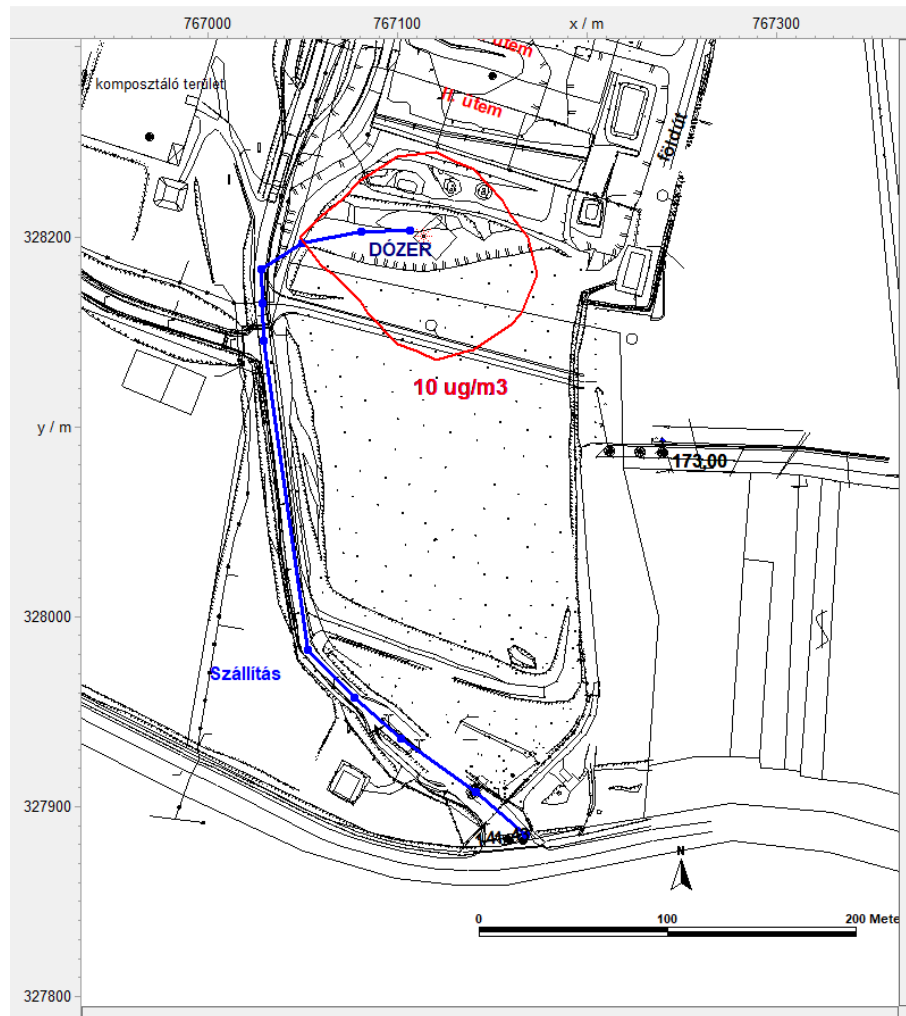 767000
767100
x / m
767300
ütem
komposztáló terület
II. ütem
földút
328200
DÓZER
10 ug/m3
y / m
173,00
328000
Szállítás
327900
N
0
100
200 Mete
327800